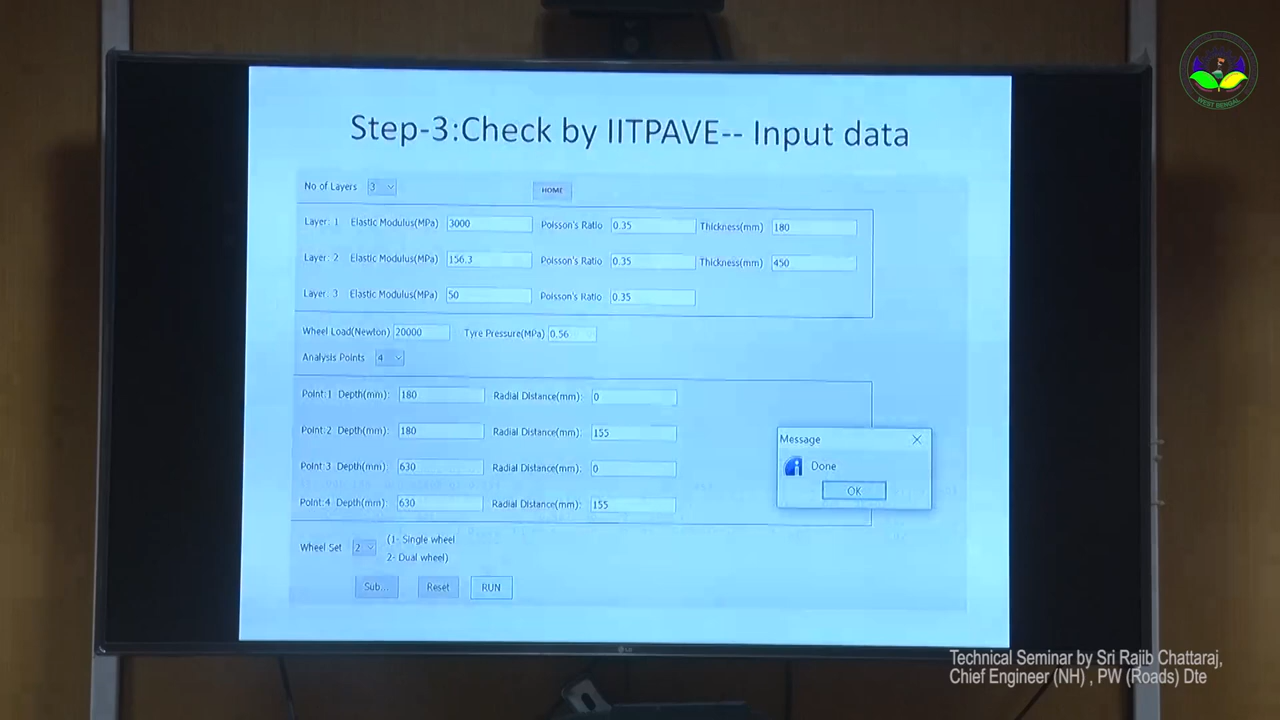 WEST BENGAL
Step-3:Check by IITPAVE-- Input data
No of Layers 3 HOME
Layer: 1 Elastic Modulus(MPa) 3000 Poisson's Ratio 0.35 Thickness(mm) 180
Layer: 2 Elastic Modulus(MPa) 156.3 Poisson's Ratio 0.35 Thickness(mm) 450
Layer: 3 Elastic Modulus(MPa) 50 Poisson's Ratio 0.35
Wheel Load(Newton) 20000 Tyre Pressure(MPa) 0.56
Analysis Points 4
Point:1 Depth(mm): 180 Radial Distance(mm): 0
Point:2 Depth(mm): 180 Radial Distance(mm): 155
Point:3 Depth(mm): 630 Radial Distance(mm): 0
Point:4 Depth(mm): 630 Radial Distance(mm): 155
Message
Done
OK
Wheel Set 2 (1- Single wheel
2- Dual wheel)
Sub... Reset RUN
LG
Technical Seminar by Sri Rajib Chattaraj,
Chief Engineer (NH) , PW (Roads) Dte